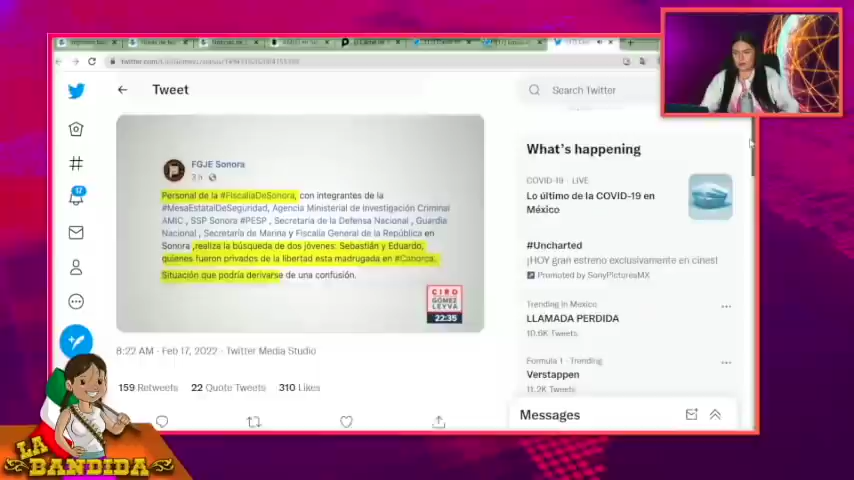 Tweet
Search Twitter
FGJE Sonora
3 h
Personal de la #FiscalíaDeSonora, con integrantes de la
#MesaEstatalDeSeguridad, Agencia Ministerial de Investigación Criminal
AMIC , SSP Sonora #PESP , Secretaría de la Defensa Nacional , Guardia
Nacional , Secretaría de Marina y Fiscalía General de la República en
Sonora ,realiza la búsqueda de dos jóvenes: Sebastián y Eduardo,
quienes fueron privados de la libertad esta madrugada en #Caborca.
Situación que podría derivarse de una confusión.
CIRO
GÓMEZ
LEYVA
22:35
8:22 AM · Feb 17, 2022 · Twitter Media Studio
159 Retweets 22 Quote Tweets 310 Likes
What's happening
COVID-19 · LIVE
Lo último de la COVID-19 en
México
#Uncharted
¡HOY gran estreno exclusivamente en cines!
Promoted by SonyPicturesMX
Trending in Mexico
LLAMADA PERDIDA
10.6K Tweets
Formula 1 · Trending
Verstappen
11.2K Tweets
Messages
17
LA
BANDIDA